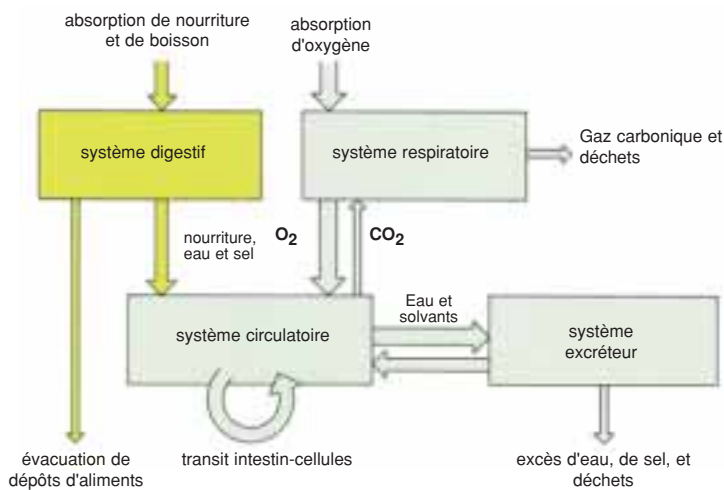 absorption de nourriture
et de boisson
absorption
d'oxygène
système digestif
système respiratoire
Gaz carbonique et
déchets
nourriture,
eau et sel
O2
CO2
système circulatoire
Eau et
solvants
système
excréteur
évacuation de
dépôts d'aliments
transit intestin-cellules
excès d'eau, de sel, et
déchets